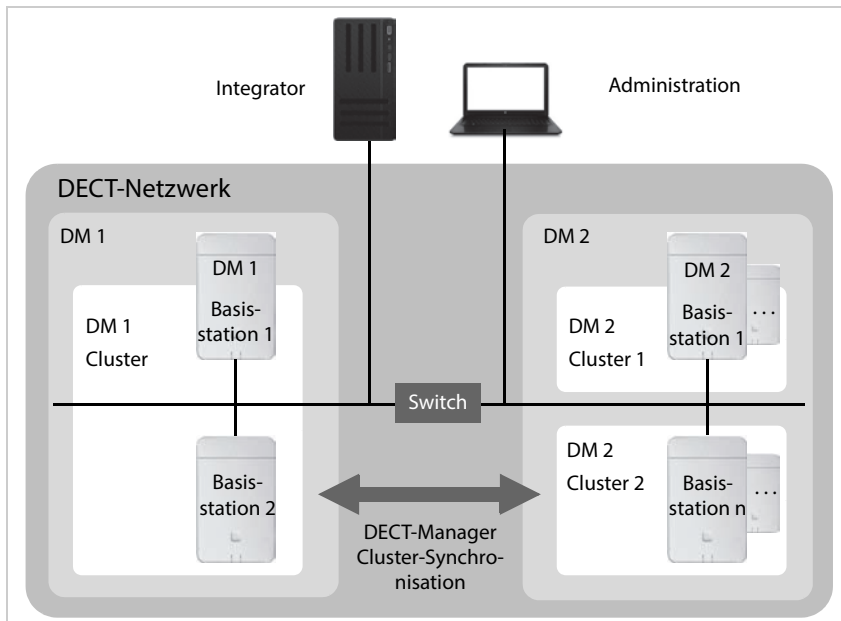 Integrator
Administration
DECT-Netzwerk
DM 1
DM 1
Basis-
station 1
DM 1
Cluster
DM 2
DM 2
Basis-
station 1
...
DM 2
Cluster 1
Switch
Basis-
station 2
DECT-Manager
Cluster-Synchro-
nisation
DM 2
Cluster 2
Basis-
station n
...